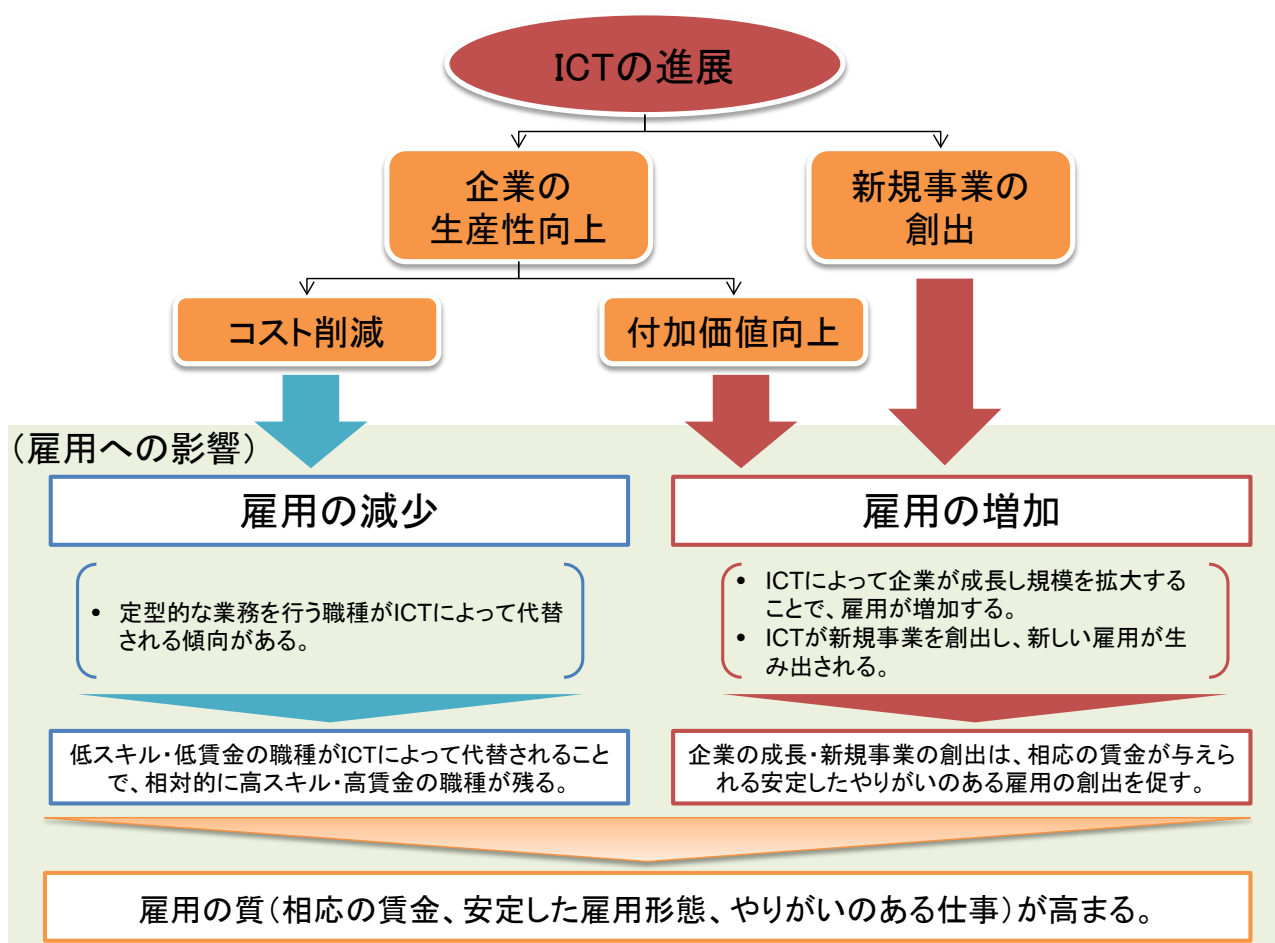 ICTの進展
企業の
生産性向上
新規事業の
創出
コスト削減
付加価値向上
(雇用への影響)
雇用の減少
• 定型的な業務を行う職種がICTによって代替
される傾向がある。
低スキル・低賃金の職種がICTによって代替されること
で、相対的に高スキル・高賃金の職種が残る。
雇用の増加
• ICTによって企業が成長し規模を拡大する
ことで、雇用が増加する。
• ICTが新規事業を創出し、新しい雇用が生
み出される。
企業の成長・新規事業の創出は、相応の賃金が与えら
れる安定したやりがいのある雇用の創出を促す。
雇用の質(相応の賃金、安定した雇用形態、やりがいのある仕事)が高まる。